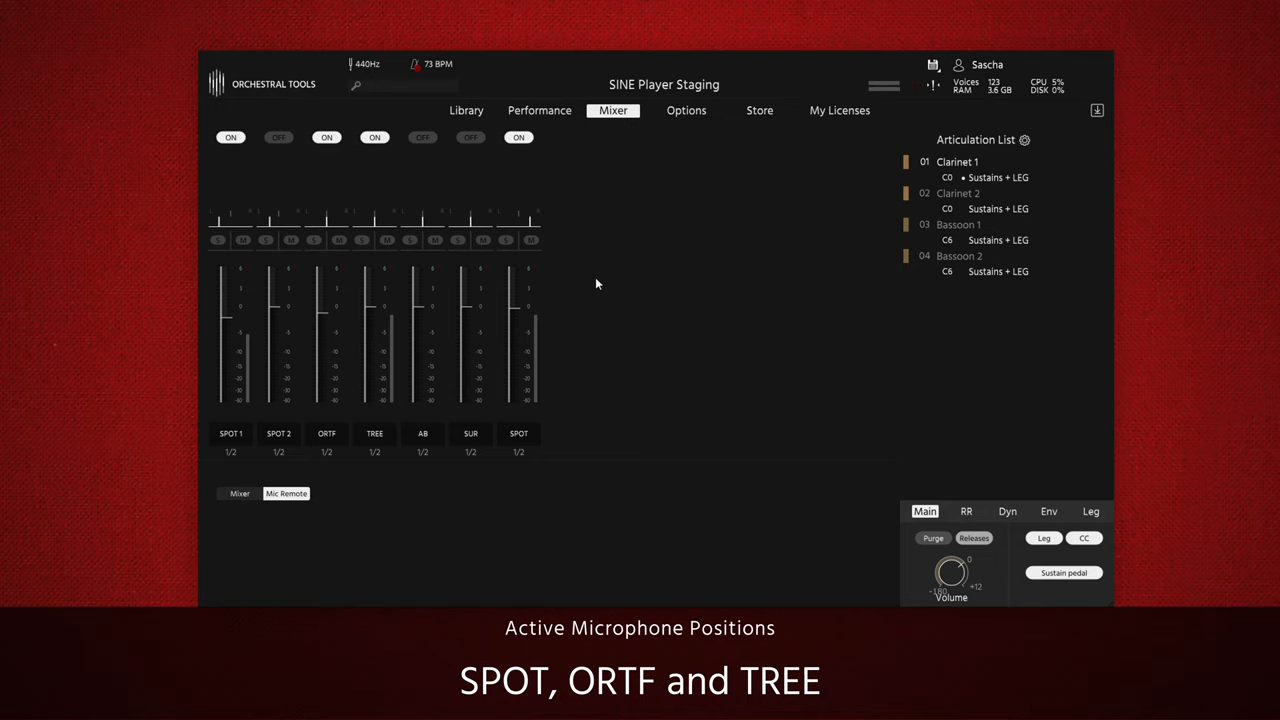 440Hz 73 BPM
Sascha
ORCHESTRAL TOOLS
SINE Player Staging
Voices 123
RAM 3.6 GB
CPU 5%
DISK 0%
Library Performance Mixer Options Store My Licenses
ON OFF ON ON OFF OFF ON
Articulation List
01 Clarinet 1
C0 • Sustains + LEG
02 Clarinet 2
C0 Sustains + LEG
03 Bassoon 1
C6 Sustains + LEG
04 Bassoon 2
C6 Sustains + LEG
L R L R L R L R L R L R L R
S M S M S M S M S M S M S M
SPOT 1 SPOT 2 ORTF TREE AB SUR SPOT
1/2 1/2 1/2 1/2 1/2 1/2 1/2
Mixer Mic Remote
Main RR Dyn Env Leg
Purge Releases Leg CC
0
Sustain pedal
-180 +12
Volume
Active Microphone Positions
SPOT, ORTF and TREE